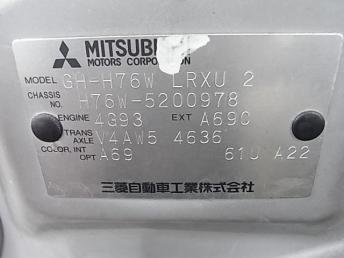 MITSUBISHI
MOTORS CORPORATION
MODEL GH-H76W LRXU 2
CHASSIS NO. H76W-5200978
ENGINE 4G93 EXT A69C
TRANS AXLE V4AW5 4636
COLOR, INT OPT A69 61U A22
三菱自動車工業株式会社